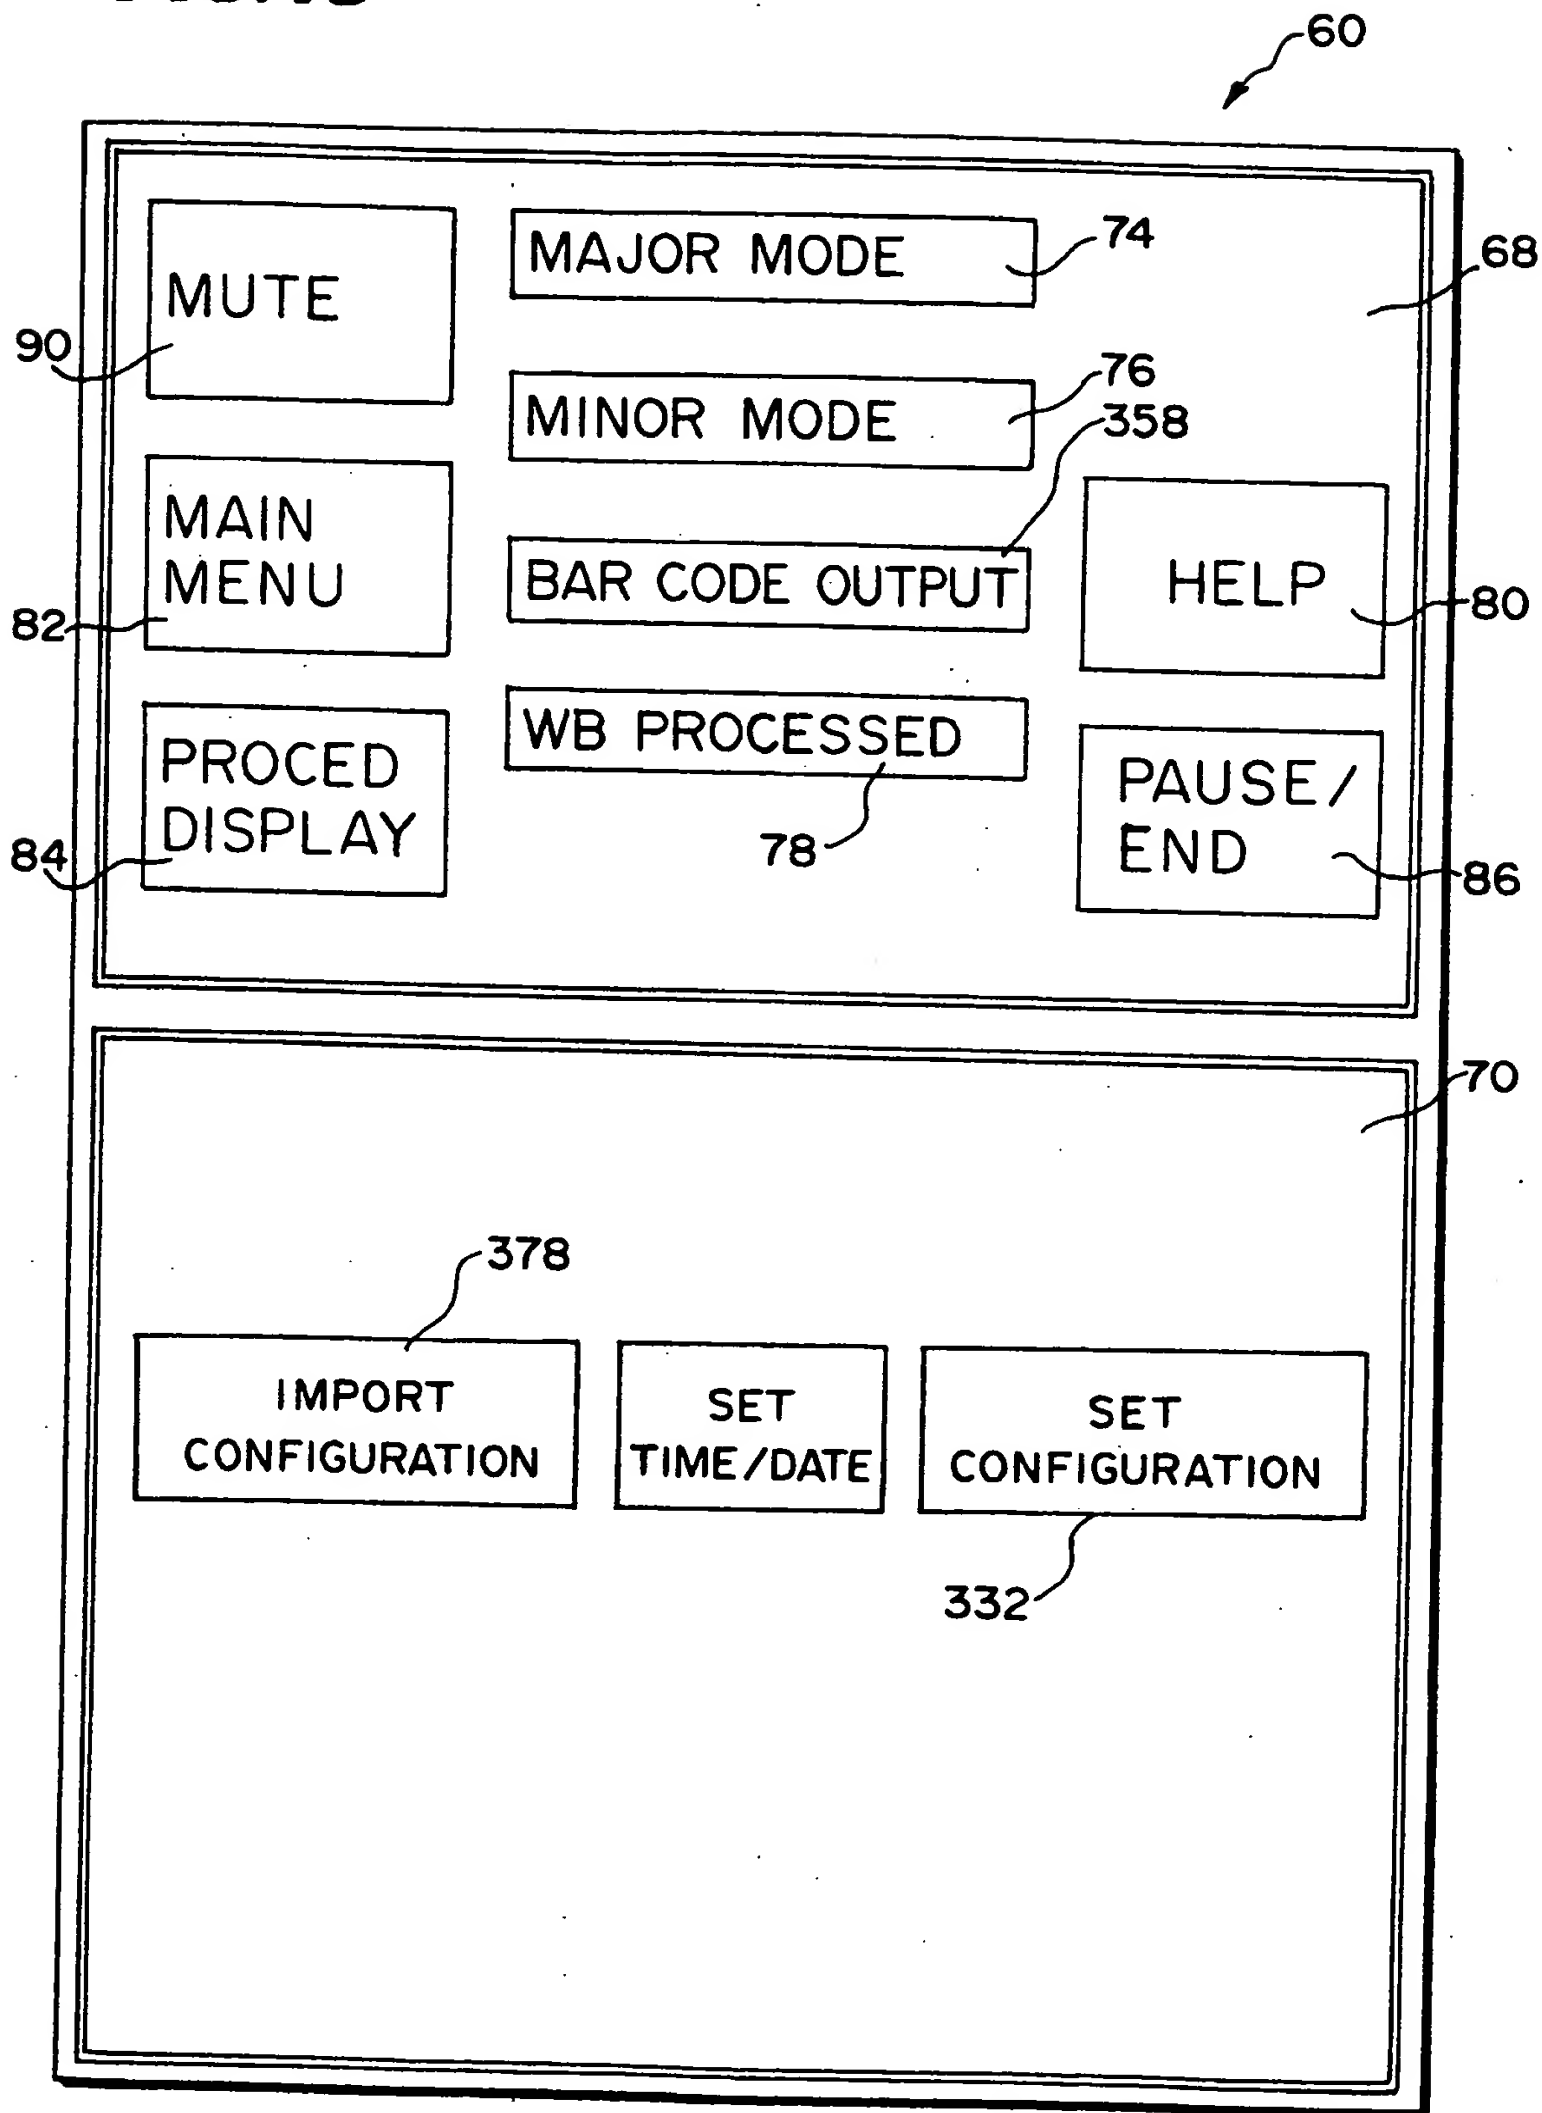 60
MAJOR MODE
74
68
MUTE
90
76
MINOR MODE
358
MAIN
MENU
82
BAR CODE OUTPUT
HELP
80
WB PROCESSED
78
PROCED
DISPLAY
84
PAUSE/
END
86
70
378
IMPORT
CONFIGURATION
SET
TIME/DATE
SET
CONFIGURATION
332